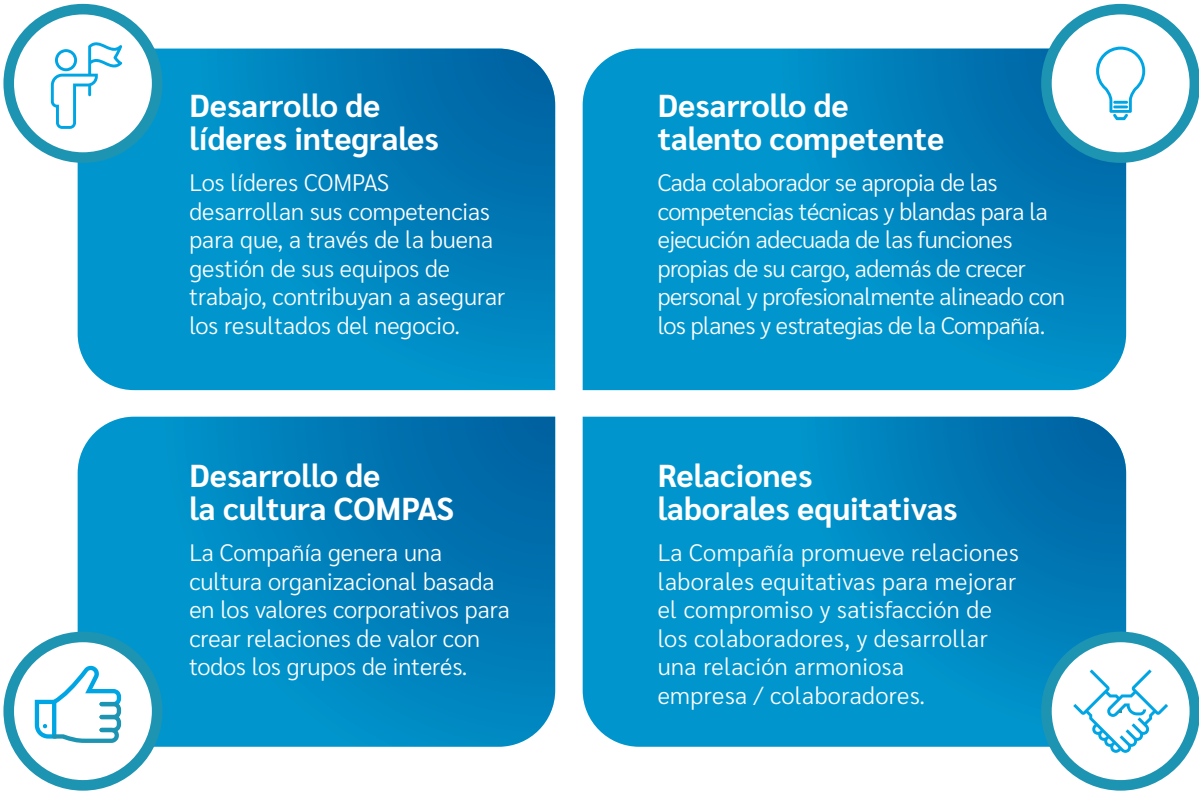 Desarrollo de
líderes integrales
Los líderes COMPAS
desarrollan sus competencias
para que, a través de la buena
gestión de sus equipos de
trabajo, contribuyan a asegurar
los resultados del negocio.
Desarrollo de
talento competente
Cada colaborador se apropia de las
competencias técnicas y blandas para la
ejecución adecuada de las funciones
propias de su cargo, además de crecer
personal y profesionalmente alineado con
los planes y estrategias de la Compañía.
Desarrollo de
la cultura COMPAS
La Compañía genera una
cultura organizacional basada
en los valores corporativos para
crear relaciones de valor con
todos los grupos de interés.
Relaciones
laborales equitativas
La Compañía promueve relaciones
laborales equitativas para mejorar
el compromiso y satisfacción de
los colaboradores, y desarrollar
una relación armoniosa
empresa / colaboradores.